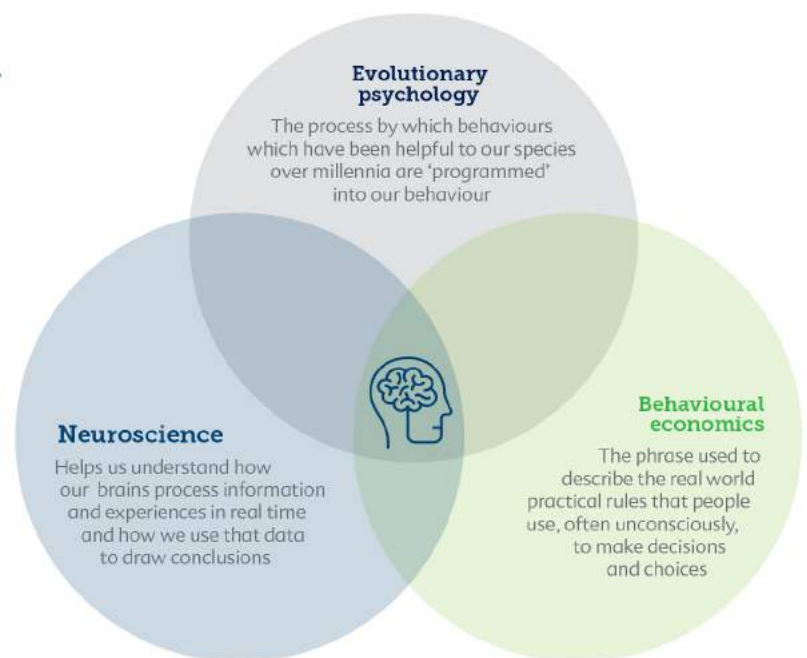 Evolutionary
psychology
The process by which behaviours
which have been helpful to our species
over millennia are ‘programmed’
into our behaviour
Neuroscience
Helps us understand how
our brains process information
and experiences in real time
and how we use that data
to draw conclusions
Behavioural
economics
The phrase used to
describe the real world
practical rules that people
use, often unconsciously,
to make decisions
and choices